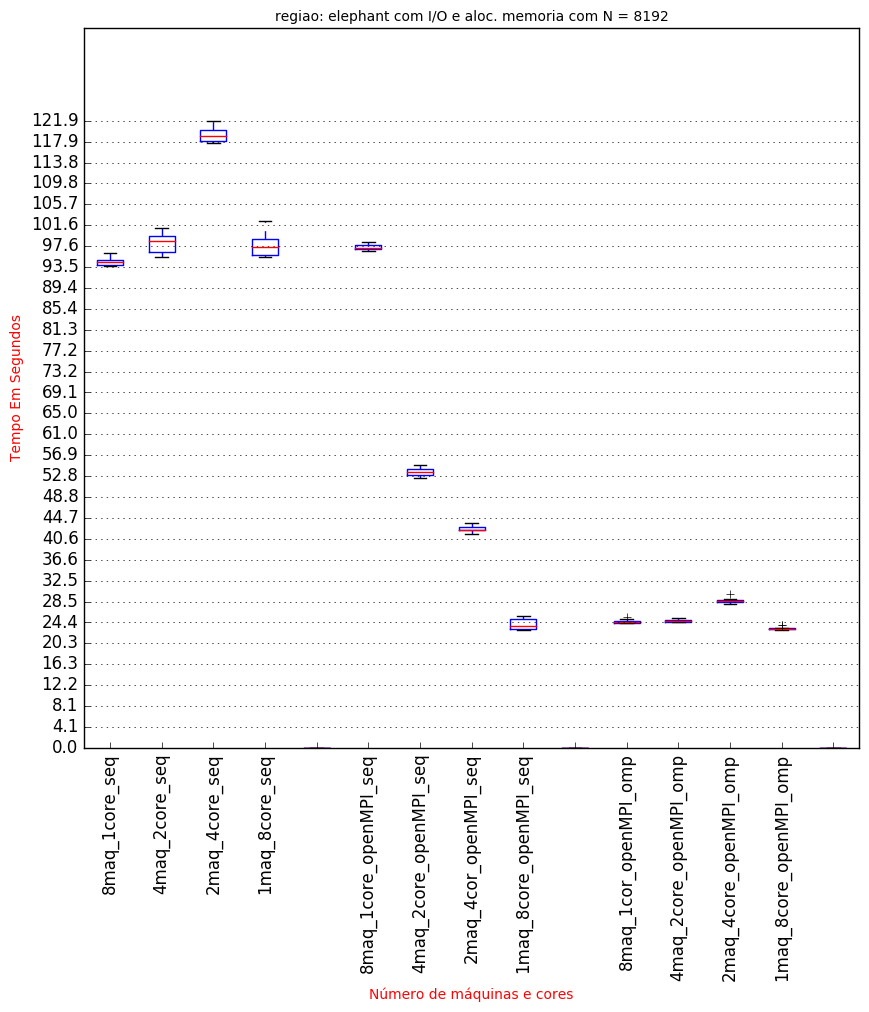 regiao: elephant com I/O e aloc. memoria com N = 8192
121.9
117.9
113.8
109.8
105.7
101.6
97.6
93.5
89.4
85.4
81.3
77.2
73.2
69.1
65.0
61.0
56.9
52.8
48.8
44.7
40.6
36.6
32.5
28.5
24.4
20.3
16.3
12.2
8.1
4.1
0.0
Tempo Em Segundos
8maq_1core_seq
4maq_2core_seq
2maq_4core_seq
1maq_8core_seq
8maq_1core_openMPI_seq
4maq_2core_openMPI_seq
2maq_4cor_openMPI_seq
1maq_8core_openMPI_seq
8maq_1cor_openMPI_omp
4maq_2core_openMPI_omp
2maq_4core_openMPI_omp
1maq_8core_openMPI_omp
Número de máquinas e cores